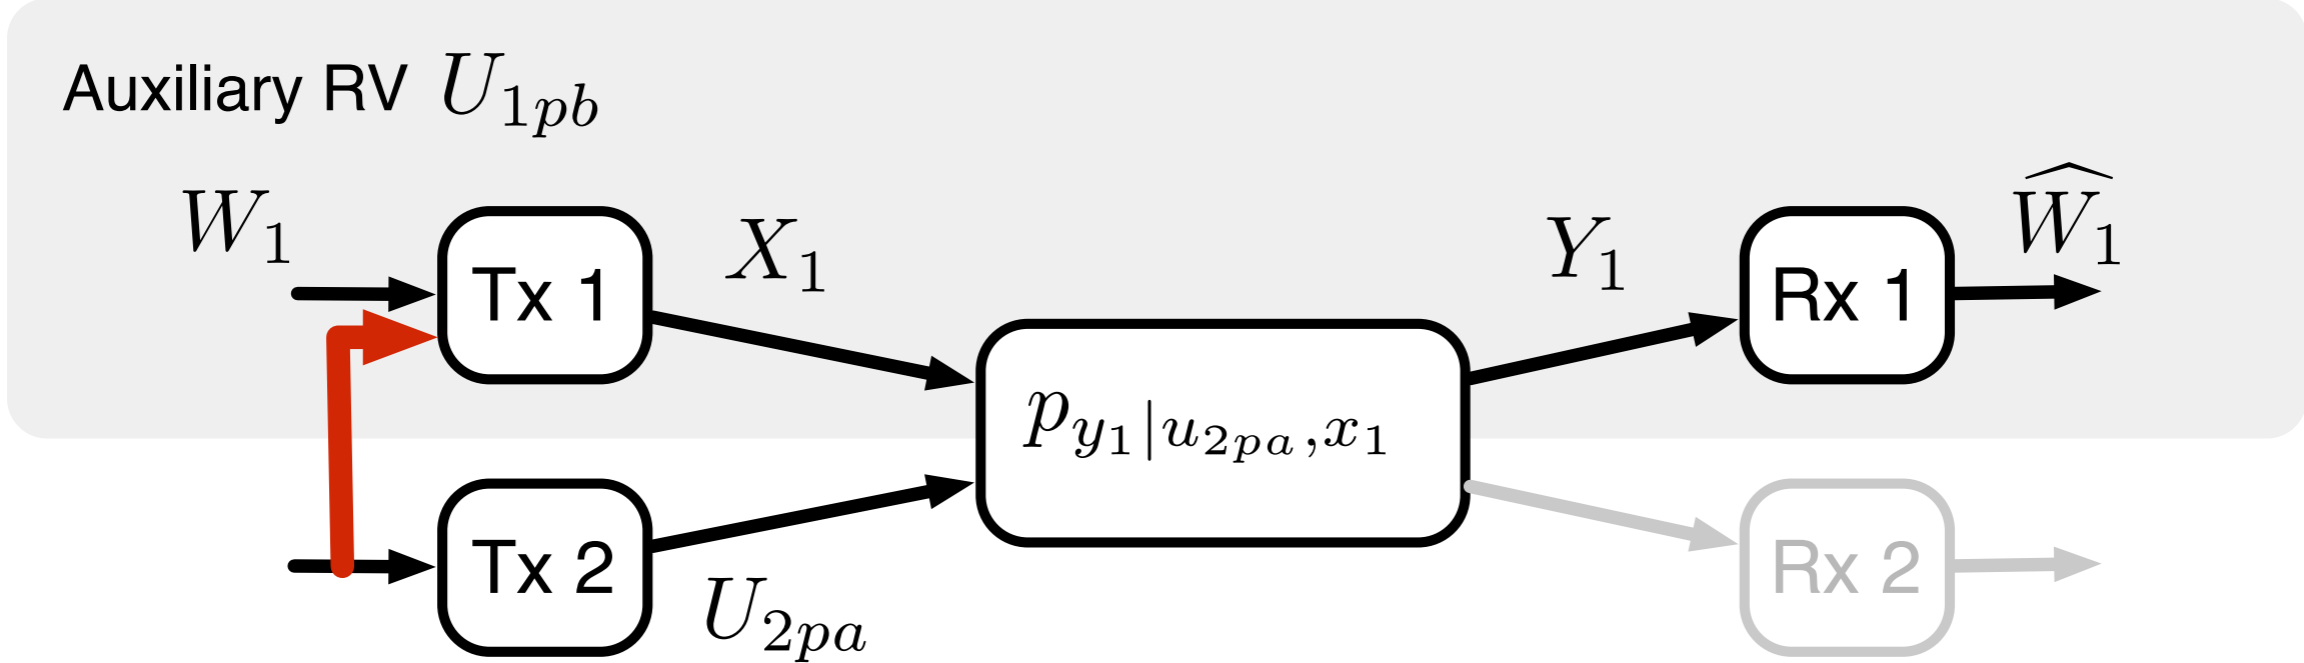 Auxiliary RV $U_{1pb}$
$W_1$
Tx 1
$X_1$
$Y_1$
Rx 1
$\widehat{W}_1$
$p_{y_1|u_{2pa},x_1}$
Tx 2
$U_{2pa}$
Rx 2